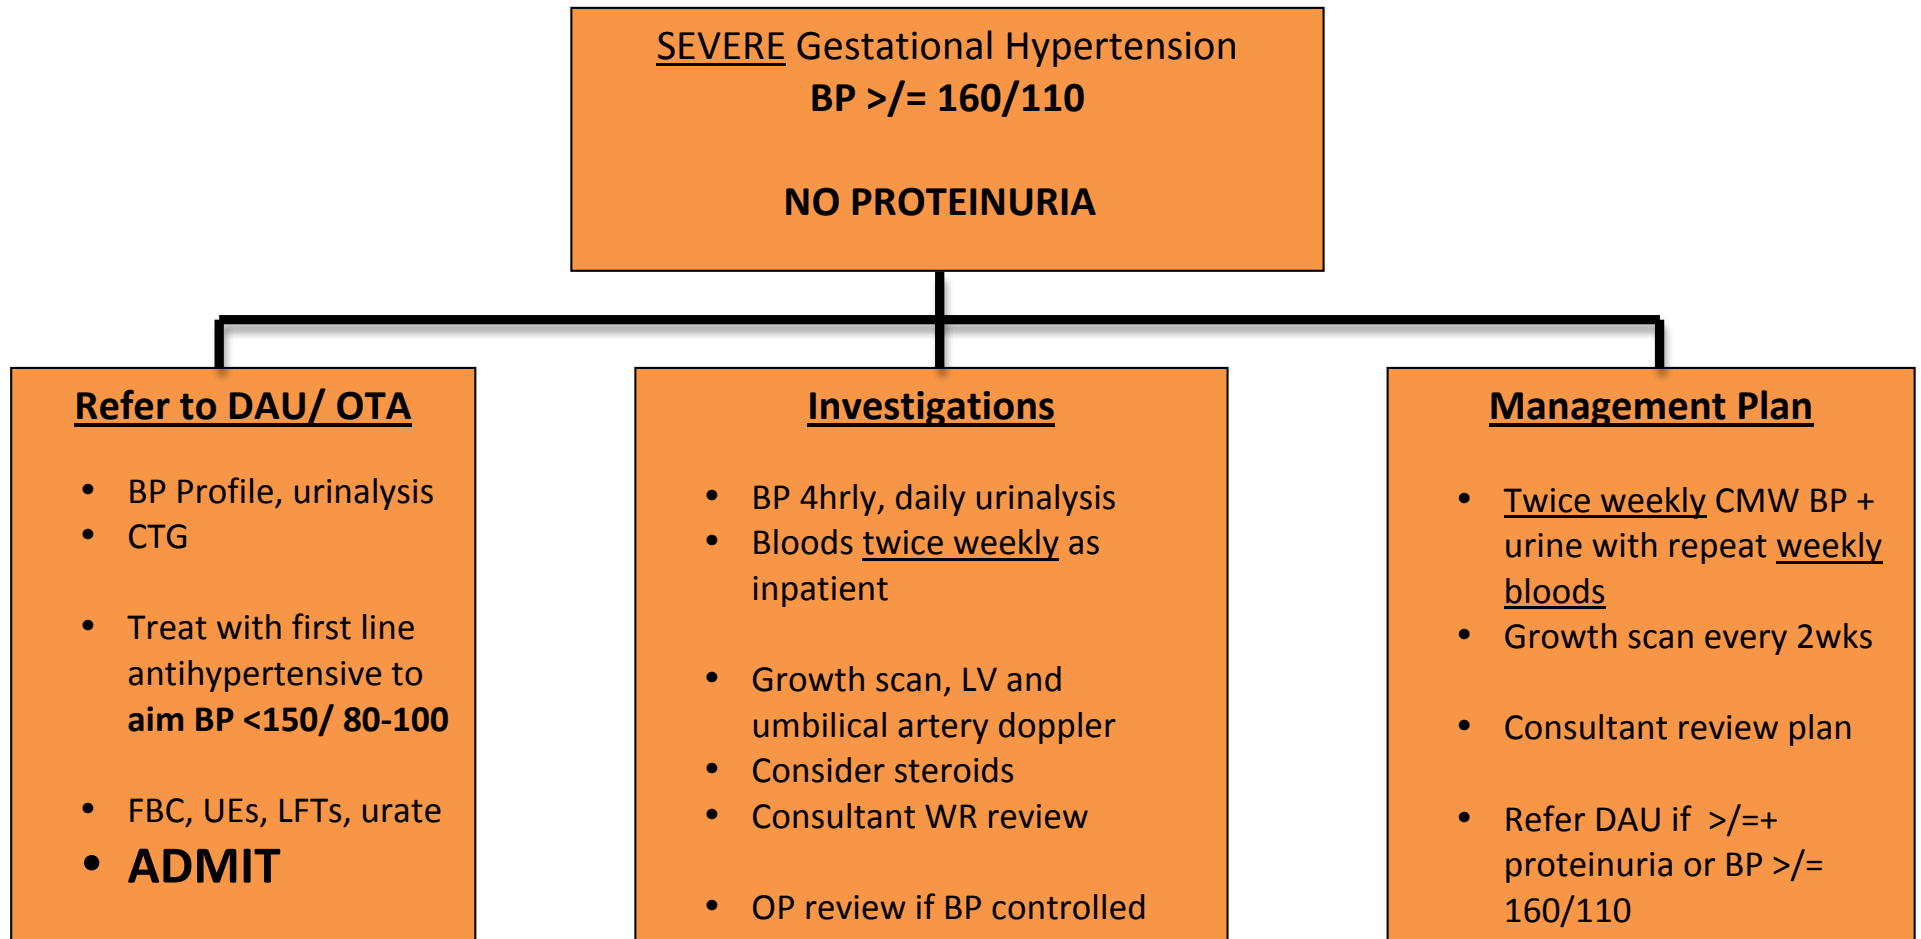 SEVERE Gestational Hypertension
BP >/= 160/110
NO PROTEINURIA
Refer to DAU/ OTA
• BP Profile, urinalysis
• CTG
• Treat with first line
antihypertensive to
aim BP <150/ 80-100
• FBC, UEs, LFTs, urate
• ADMIT
Investigations
• BP 4hrly, daily urinalysis
• Bloods twice weekly as
inpatient
• Growth scan, LV and
umbilical artery doppler
• Consider steroids
• Consultant WR review
• OP review if BP controlled
Management Plan
• Twice weekly CMW BP +
urine with repeat weekly
bloods
• Growth scan every 2wks
• Consultant review plan
• Refer DAU if >/=+
proteinuria or BP >/=
160/110